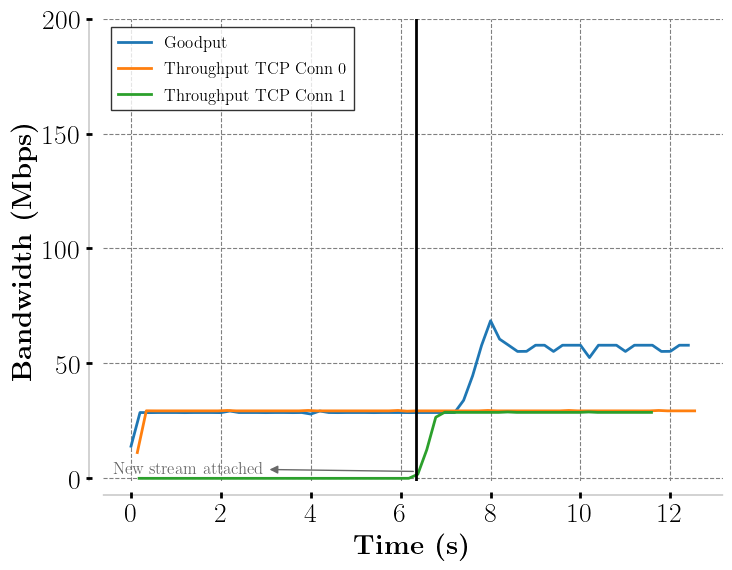 200
150
100
50
0
Bandwidth (Mbps)
Goodput
Throughput TCP Conn 0
Throughput TCP Conn 1
New stream attached
0 2 4 6 8 10 12
Time (s)